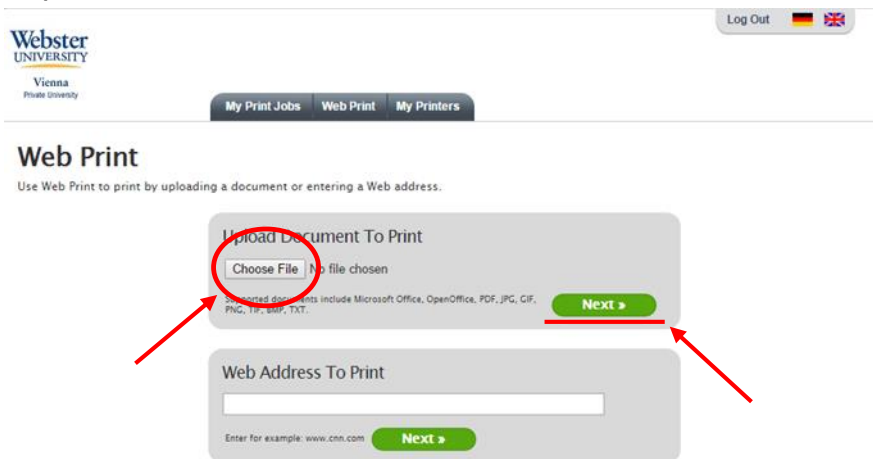 Log Out
Webster
UNIVERSITY
Vienna
Private University
My Print Jobs Web Print My Printers
Web Print
Use Web Print to print by uploading a document or entering a Web address.
Upload Document To Print
Choose File No file chosen
Supported documents include Microsoft Office, OpenOffice, PDF, JPG, GIF,
PNG, TIF, BMP, TXT.
Next »
Web Address To Print
Enter for example: www.cnn.com Next »